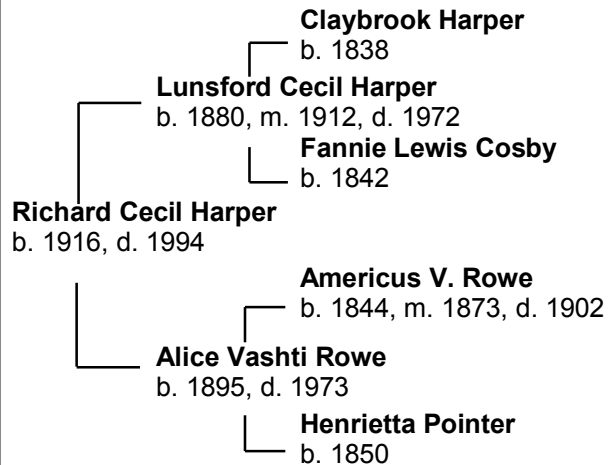 Claybrook Harper
b. 1838
Lunsford Cecil Harper
b. 1880, m. 1912, d. 1972
Fannie Lewis Cosby
b. 1842
Richard Cecil Harper
b. 1916, d. 1994
Americus V. Rowe
b. 1844, m. 1873, d. 1902
Alice Vashti Rowe
b. 1895, d. 1973
Henrietta Pointer
b. 1850